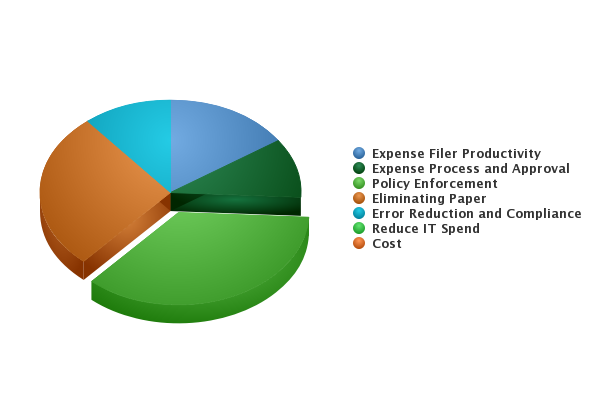 Expense Filer Productivity
Expense Process and Approval
Policy Enforcement
Eliminating Paper
Error Reduction and Compliance
Reduce IT Spend
Cost